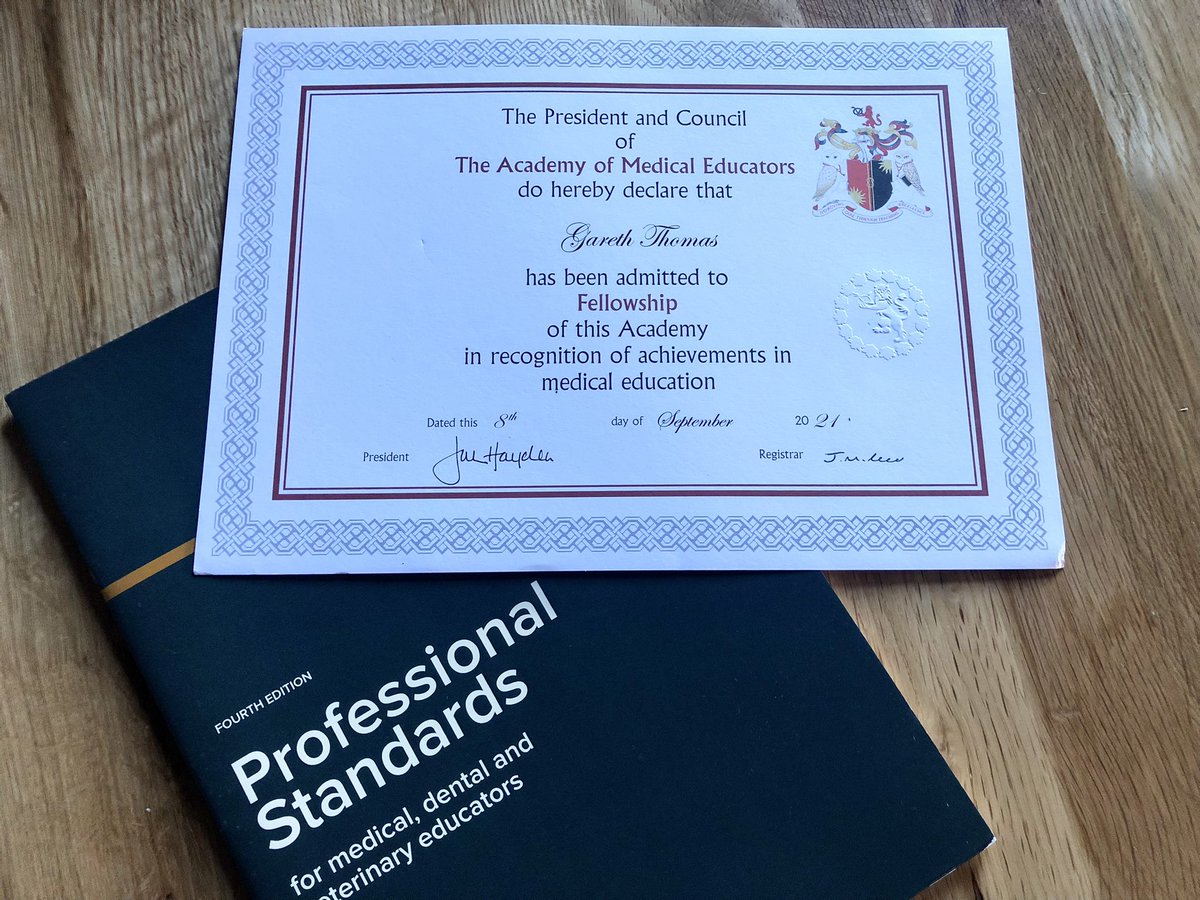 The President and Council
of
The Academy of Medical Educators
do hereby declare that
Gareth Thomas
has been admitted to
Fellowship
of this Academy
in recognition of achievements in
medical education
Dated this 8th day of September 2021
President Registrar
FOURTH EDITION
Professional
Standards
for medical, dental and
eterinary educators